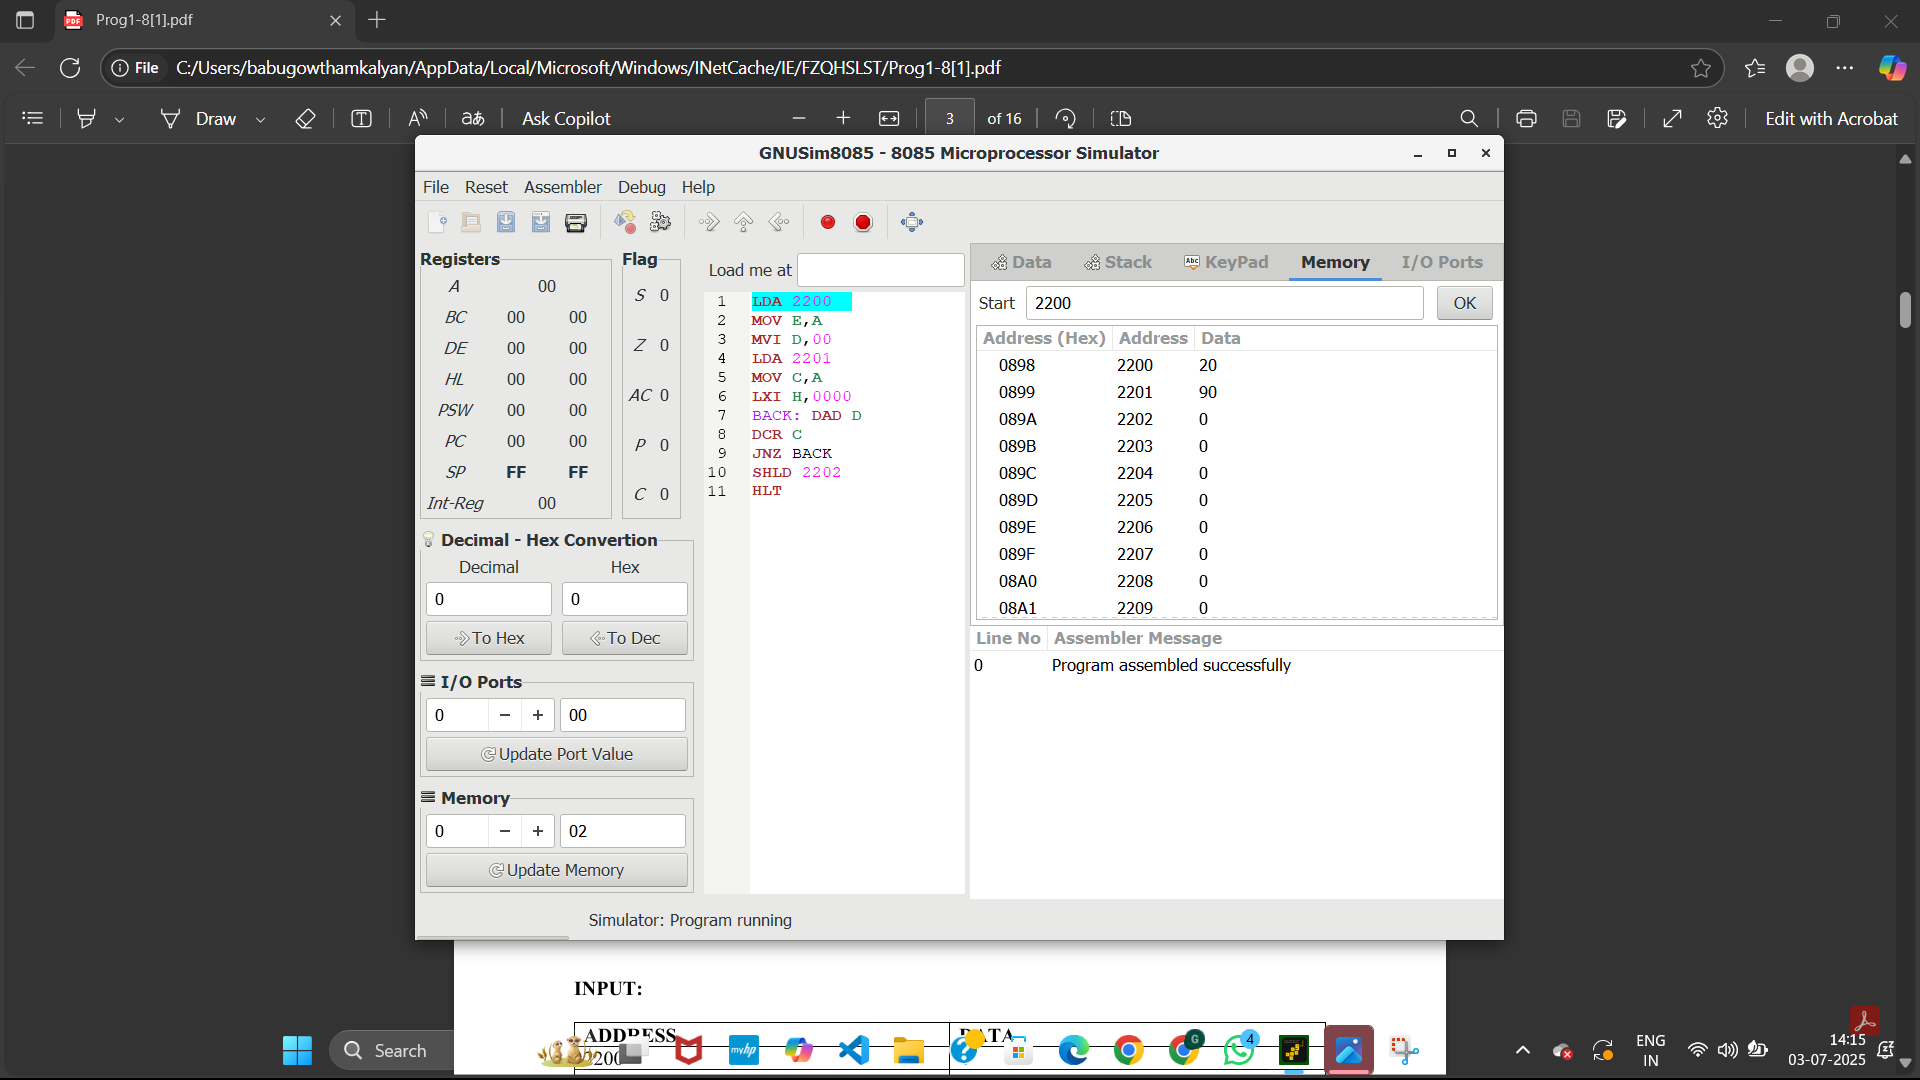 Prog1-8[1].pdf
File C:/Users/babugowthamkalyan/AppData/Local/Microsoft/Windows/INetCache/IE/FZQHSLST/Prog1-8[1].pdf
Draw aあ Ask Copilot 3 of 16 Edit with Acrobat
GNUSim8085 - 8085 Microprocessor Simulator
File Reset Assembler Debug Help
Registers
A 00
BC 00 00
DE 00 00
HL 00 00
PSW 00 00
PC 00 00
SP FF FF
Int-Reg 00
Flag
S 0
Z 0
AC 0
P 0
C 0
Decimal - Hex Convertion
Decimal Hex
0 0
To Hex To Dec
I/O Ports
0 − + 00
Update Port Value
Memory
0 − + 02
Update Memory
Load me at
1 LDA 2200
2 MOV E,A
3 MVI D,00
4 LDA 2201
5 MOV C,A
6 LXI H,0000
7 BACK: DAD D
8 DCR C
9 JNZ BACK
10 SHLD 2202
11 HLT
Data Stack KeyPad Memory I/O Ports
Start 2200 OK
Address (Hex) Address Data
0898 2200 20
0899 2201 90
089A 2202 0
089B 2203 0
089C 2204 0
089D 2205 0
089E 2206 0
089F 2207 0
08A0 2208 0
08A1 2209 0
Line No Assembler Message
0 Program assembled successfully
Simulator: Program running
INPUT:
ADDRESS DATA
2200
Search
myhp
G
4
ENG
IN
14:15
03-07-2025